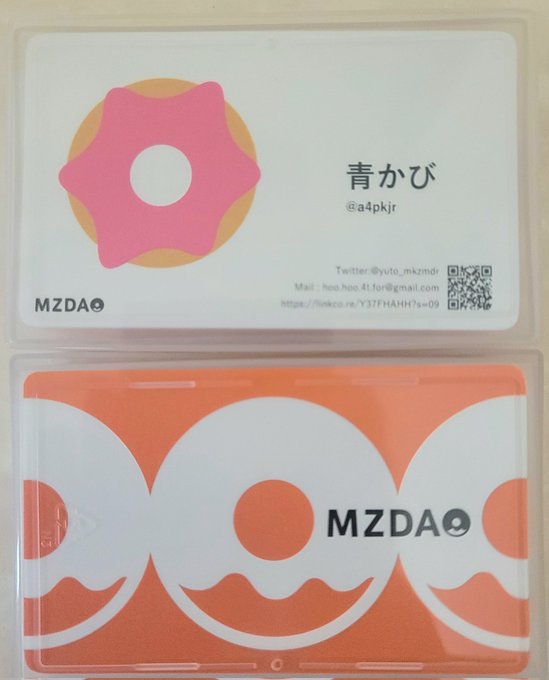 青かび
@a4pkjr
Twitter:@yuto_mkzmdr
Mail : hoo.hoo.4t.for@gmail.com
https://linkco.re/Y37FHAHH?s=09
MZDAO
MZDAO